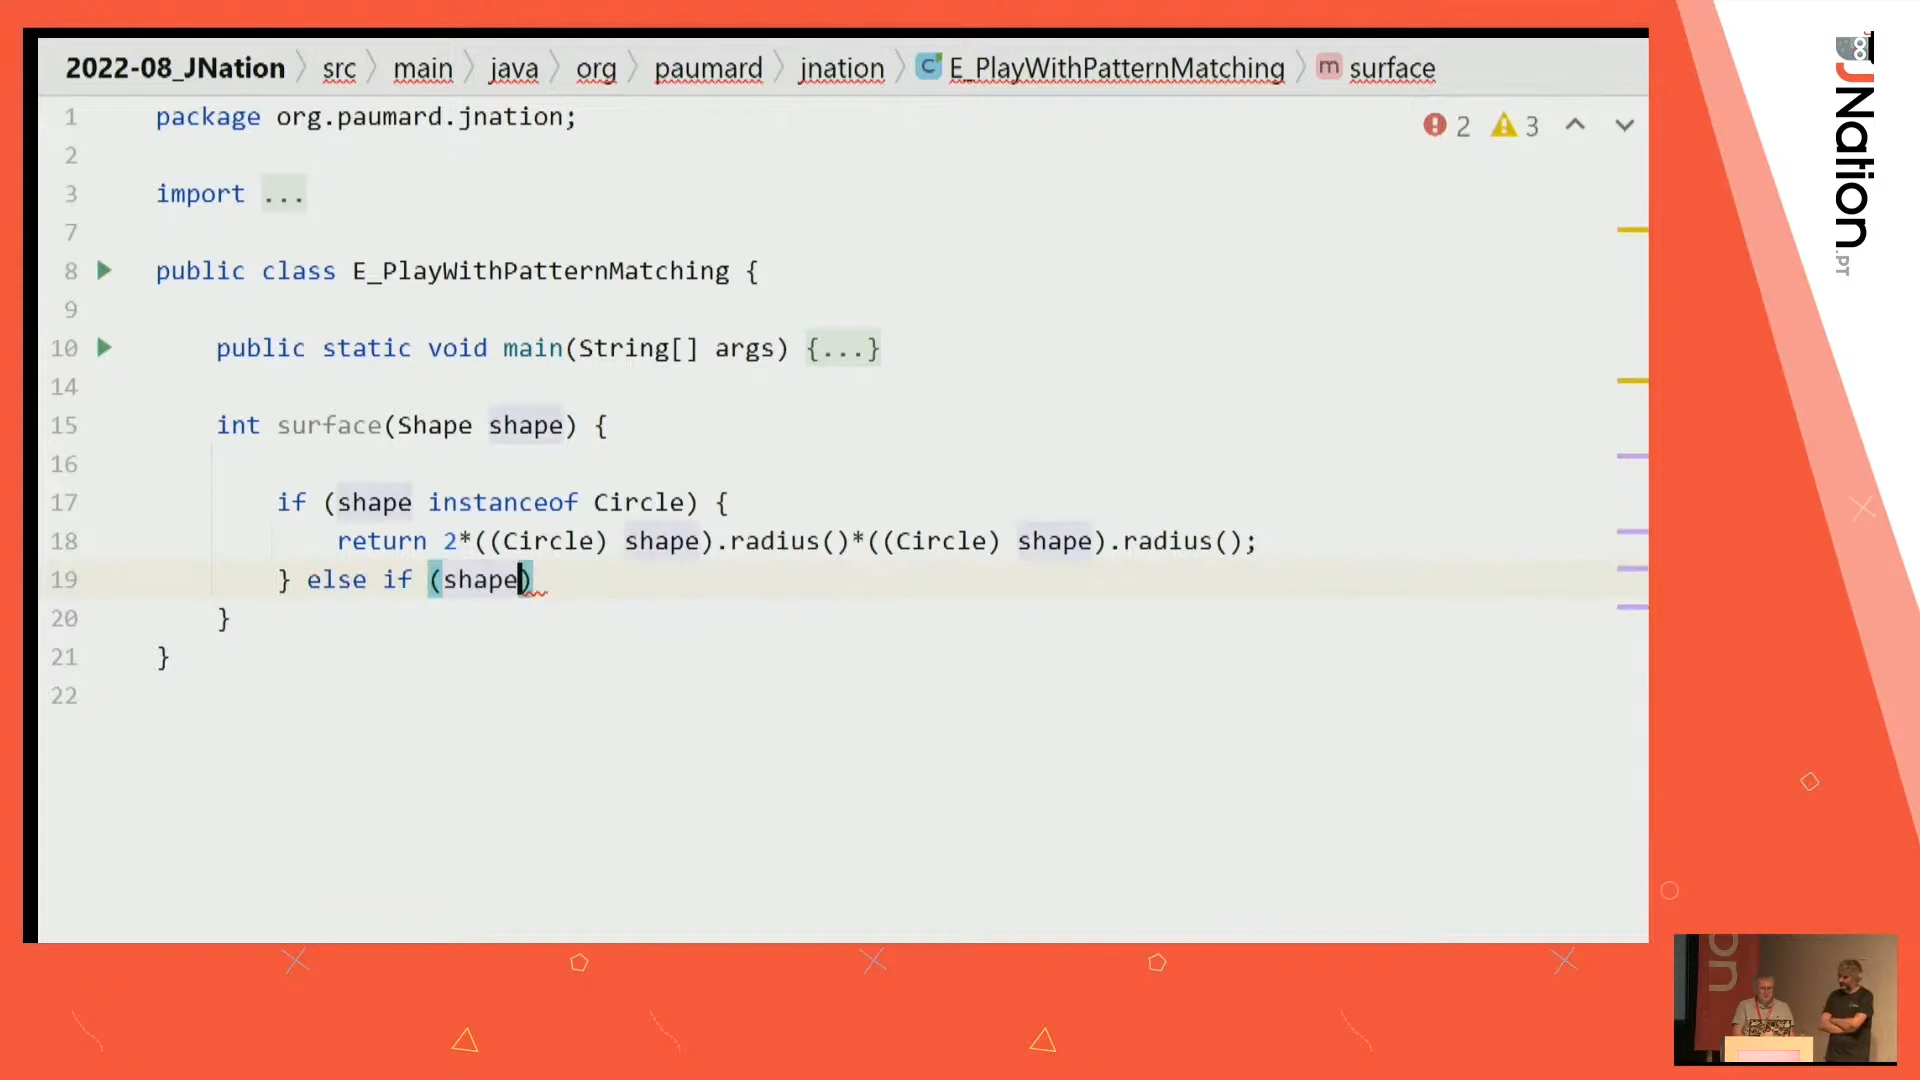 2022-08_JNation 〉 src 〉 main 〉 java 〉 org 〉 paumard 〉 jnation 〉 C E_PlayWithPatternMatching 〉 m surface
2 3
1 package org.paumard.jnation;
2
3 import ...
7
8 public class E_PlayWithPatternMatching {
9
10 public static void main(String[] args) {...}
14
15 int surface(Shape shape) {
16
17 if (shape instanceof Circle) {
18 return 2*((Circle) shape).radius()*((Circle) shape).radius();
19 } else if (shape)
20 }
21 }
22
JNation.PT
on